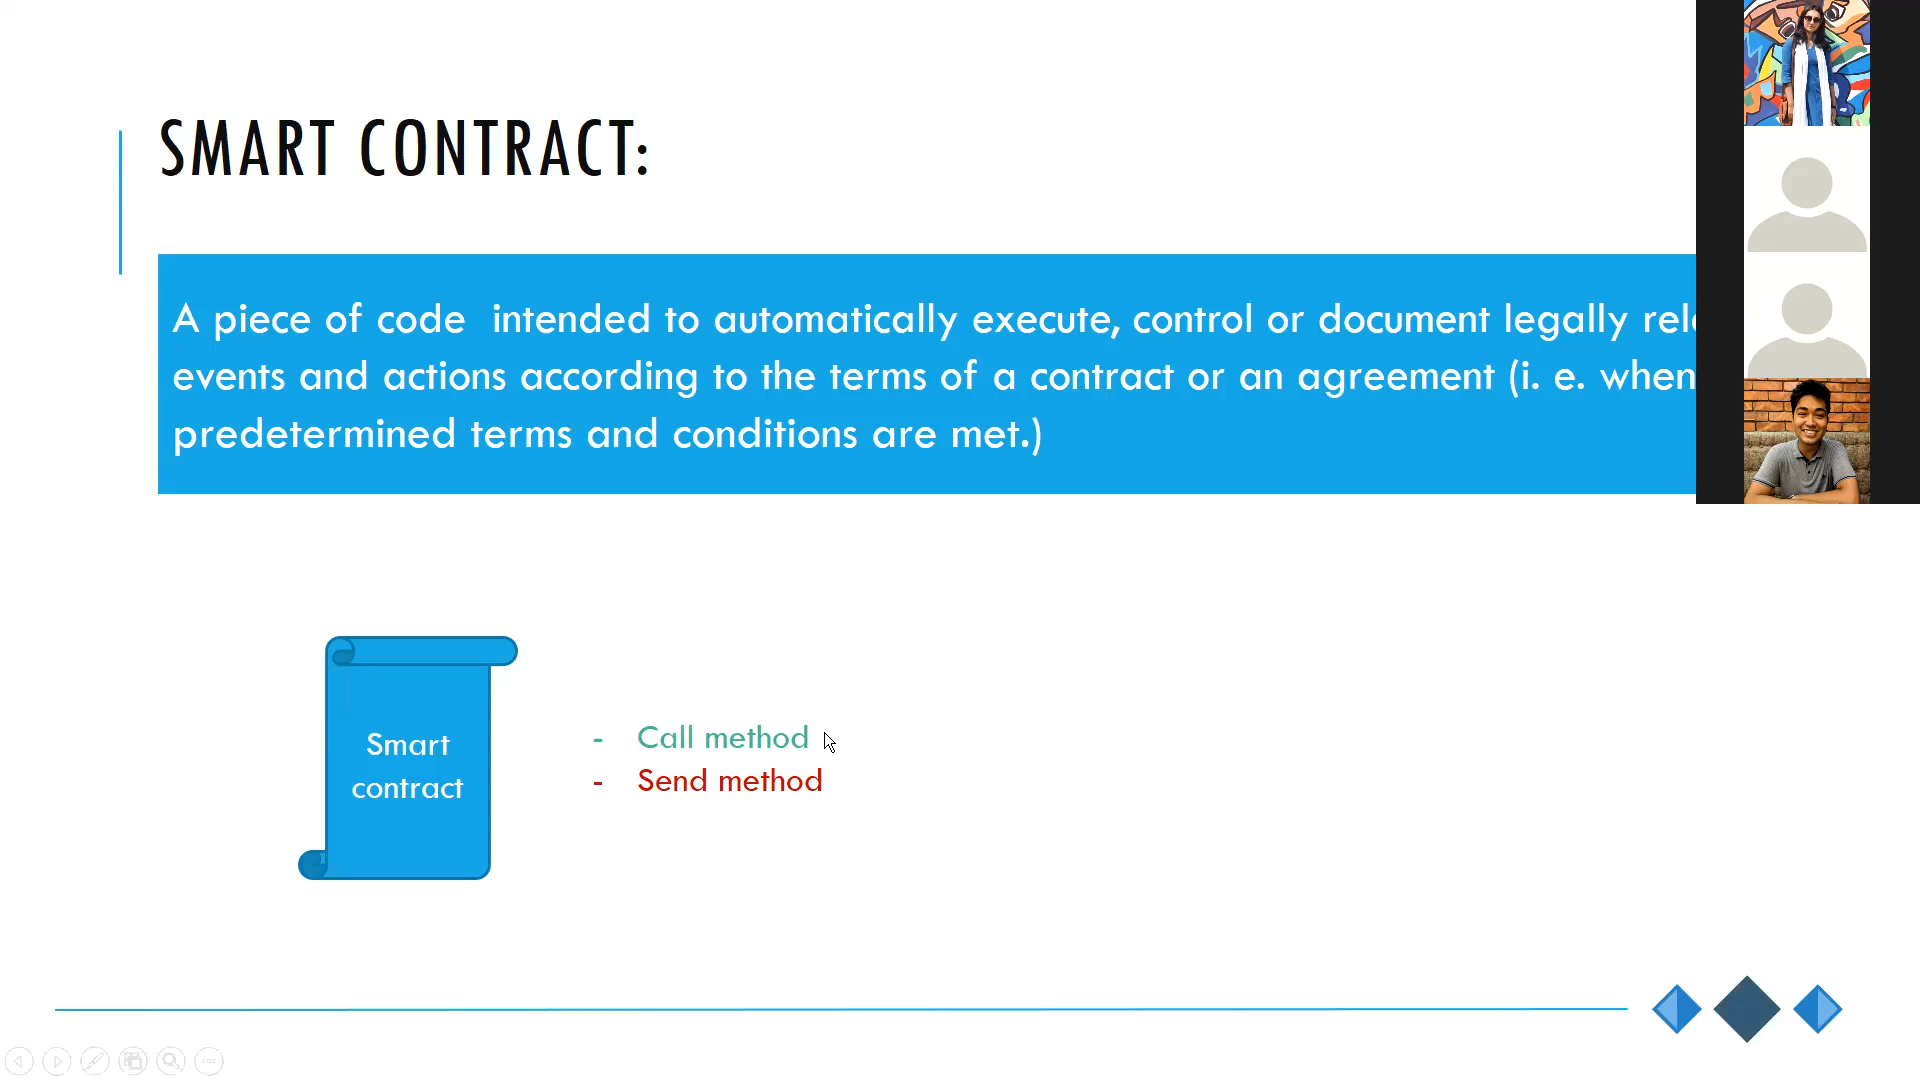 SMART CONTRACT:
A piece of code intended to automatically execute, control or document legally
events and actions according to the terms of a contract or an agreement (i. e. when
predetermined terms and conditions are met.)
Smart
contract
- Call method
- Send method